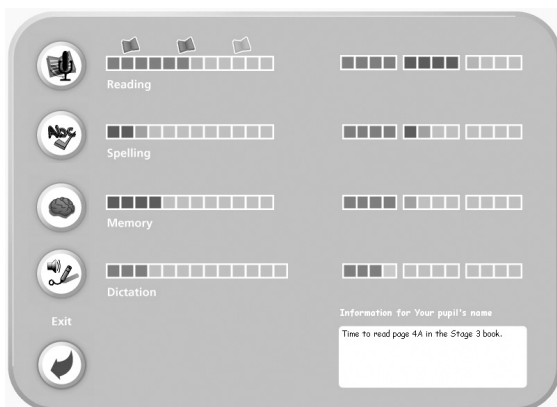 Reading
Abc
Spelling
Memory
Dictation
Exit
Information for Your pupil's name
Time to read page 4A in the Stage 3 book.